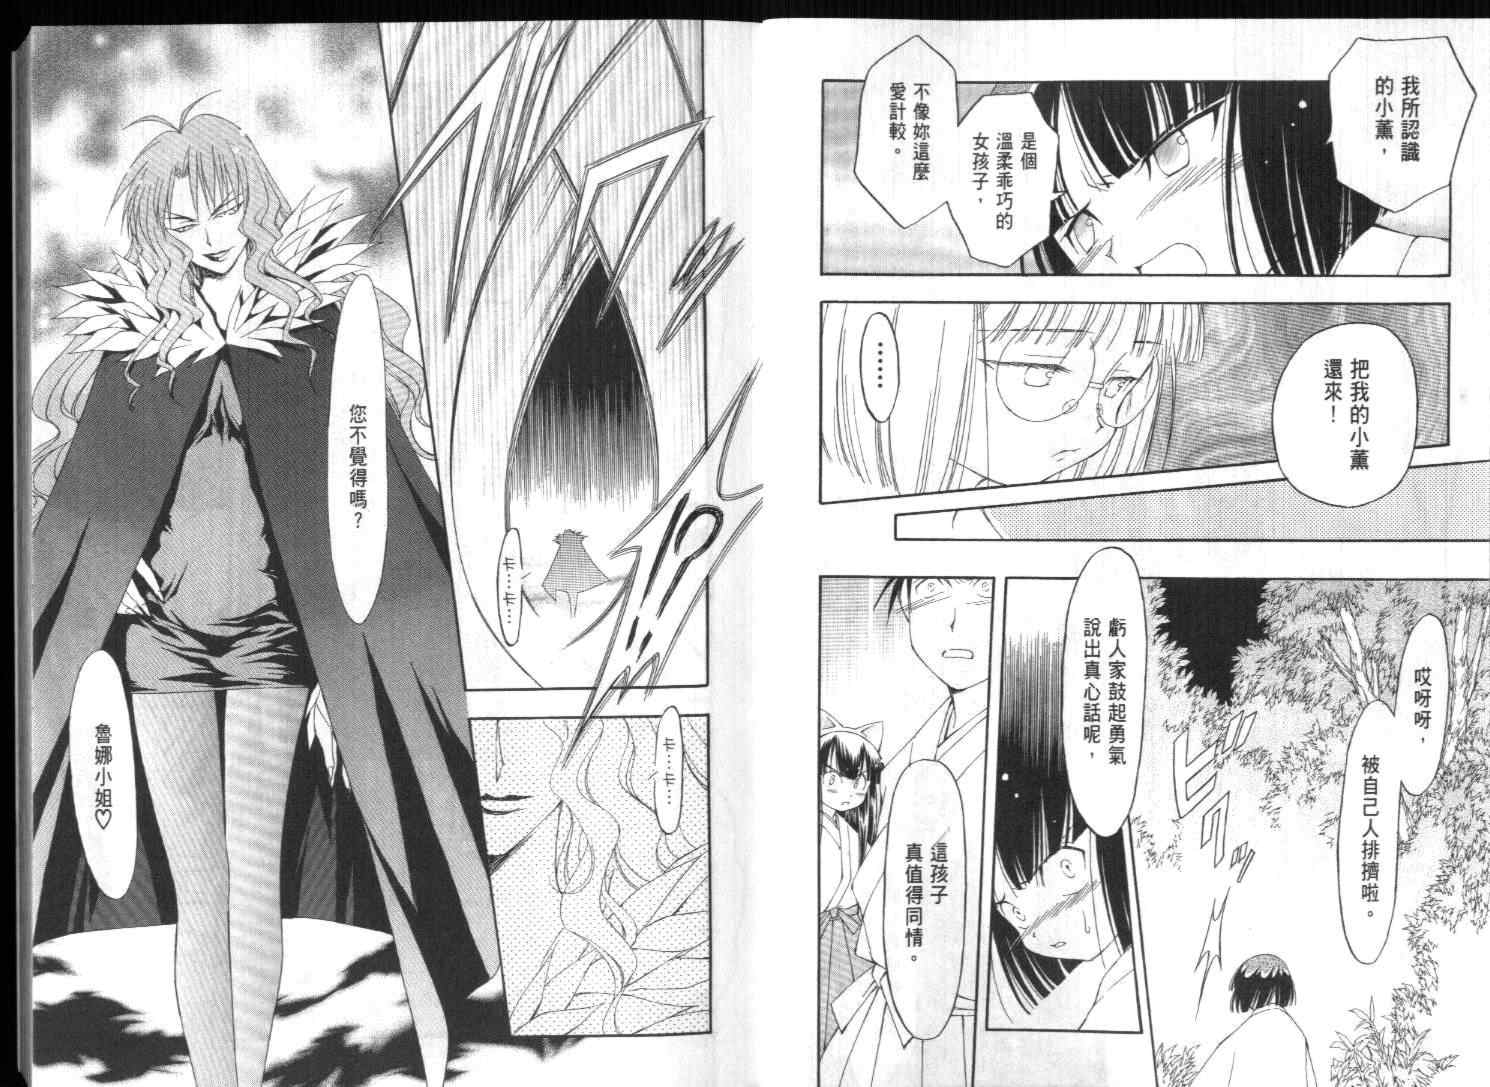 我所認識
的小薰，
是個
溫柔乖巧的
女孩子，
不像妳這麼
愛計較。
把我的小薰
還來！
……
哎呀呀，
被自己人排擠啦。
ビクッ
虧人家鼓起勇氣
說出真心話呢，
這孩子
真值得同情。
卡…卡…
卡…卡…
您不覺得嗎？
魯娜小姐♡